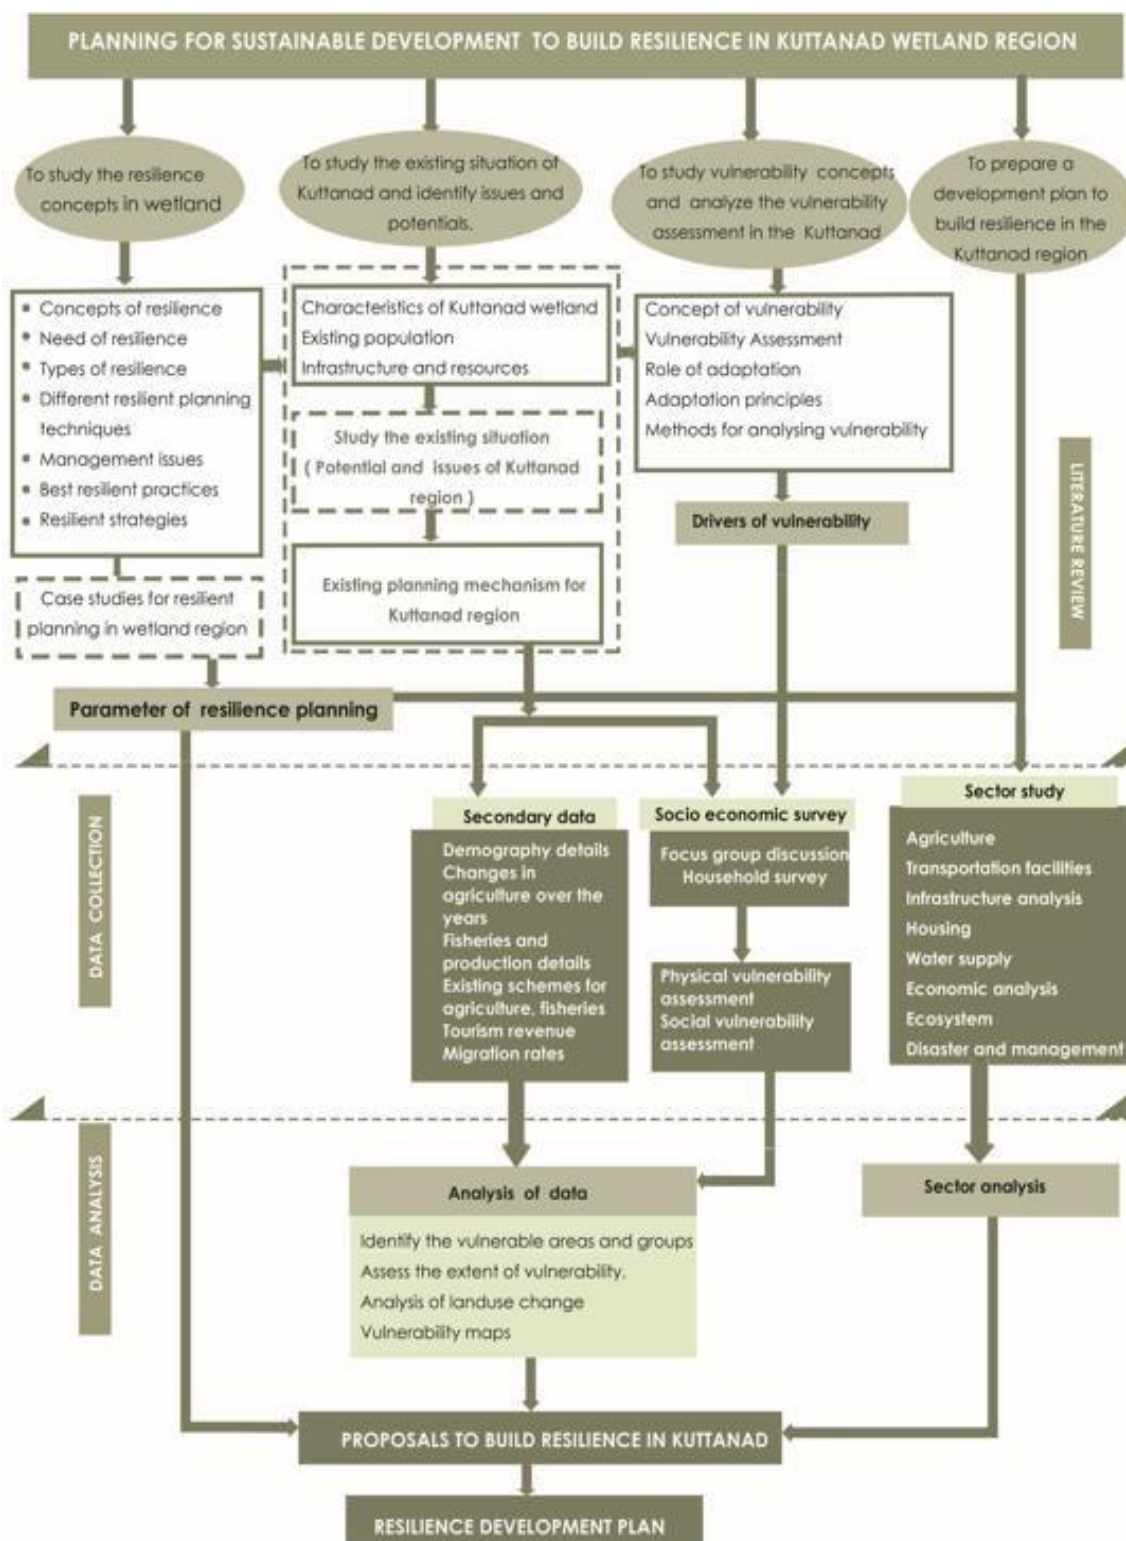 PLANNING FOR SUSTAINABLE DEVELOPMENT TO BUILD RESILIENCE IN KUTTANAD WETLAND REGION
To study the resilience
concepts in wetland
To study the existing situation of
Kuttanad and identify issues and
potentials.
To study vulnerability concepts
and analyze the vulnerability
assessment in the Kuttanad
To prepare a
development plan to
build resilience in the
Kuttanad region
Concepts of resilience
Need of resilience
Types of resilience
Different resilient planning
techniques
Management issues
Best resilient practices
Resilient strategies
Characteristics of Kuttanad wetland
Existing population
Infrastructure and resources
Study the existing situation
( Potential and issues of Kuttanad
region )
Existing planning mechanism for
Kuttanad region
Concept of vulnerability
Vulnerability Assessment
Role of adaptation
Adaptation principles
Methods for analysing vulnerability
Drivers of vulnerability
LITERATURE REVIEW
Case studies for resilient
planning in wetland region
Parameter of resilience planning
DATA COLLECTION
Secondary data
Demography details
Changes in
agriculture over the
years
Fisheries and
production details
Existing schemes for
agriculture, fisheries
Tourism revenue
Migration rates
Socio economic survey
Focus group discussion
Household survey
Physical vulnerability
assessment
Social vulnerability
assessment
Sector study
Agriculture
Transportation facilities
Infrastructure analysis
Housing
Water supply
Economic analysis
Ecosystem
Disaster and management
DATA ANALYSIS
Analysis of data
Identify the vulnerable areas and groups
Assess the extent of vulnerability.
Analysis of landuse change
Vulnerability maps
Sector analysis
PROPOSALS TO BUILD RESILIENCE IN KUTTANAD
RESILIENCE DEVELOPMENT PLAN